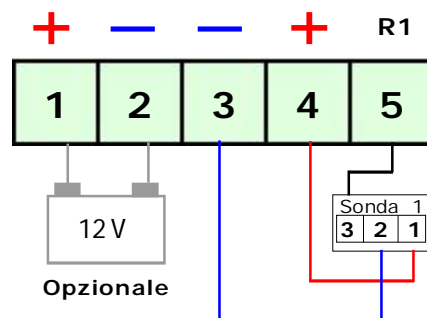 + − − + R1
1 2 3 4 5
12 V
Opzionale
Sonda 1
3 2 1